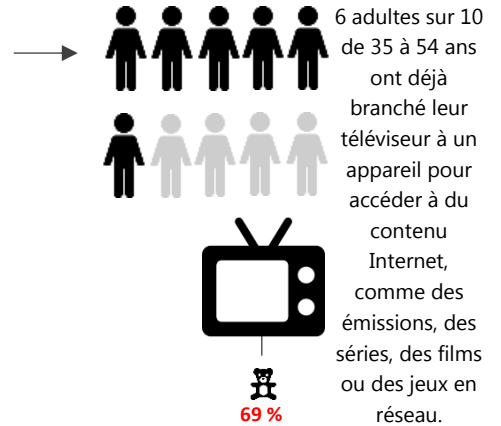 6 adultes sur 10
de 35 à 54 ans
ont déjà
branché leur
téléviseur à un
appareil pour
accéder à du
contenu
Internet,
comme des
émissions, des
séries, des films
ou des jeux en
réseau.
69 %